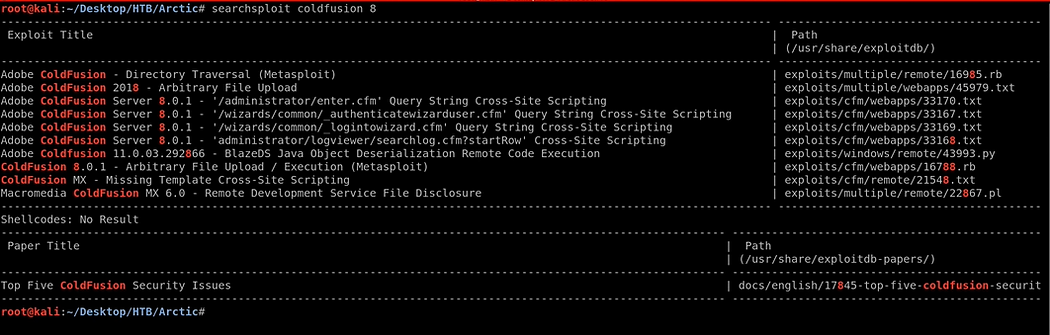 root@kali:~/Desktop/HTB/Arctic# searchsploit coldfusion 8
Exploit Title | Path
| (/usr/share/exploitdb/)
Adobe ColdFusion - Directory Traversal (Metasploit) | exploits/multiple/remote/16985.rb
Adobe ColdFusion 2018 - Arbitrary File Upload | exploits/multiple/webapps/45979.txt
Adobe ColdFusion Server 8.0.1 - '/administrator/enter.cfm' Query String Cross-Site Scripting | exploits/cfm/webapps/33170.txt
Adobe ColdFusion Server 8.0.1 - '/wizards/common/_authenticatewizarduser.cfm' Query String Cross-Site Scripting | exploits/cfm/webapps/33167.txt
Adobe ColdFusion Server 8.0.1 - '/wizards/common/_logintowizard.cfm' Query String Cross-Site Scripting | exploits/cfm/webapps/33169.txt
Adobe ColdFusion Server 8.0.1 - 'administrator/logviewer/searchlog.cfm?startRow' Cross-Site Scripting | exploits/cfm/webapps/33168.txt
Adobe ColdFusion 11.0.03.292866 - BlazeDS Java Object Deserialization Remote Code Execution | exploits/windows/remote/43993.py
ColdFusion 8.0.1 - Arbitrary File Upload / Execution (Metasploit) | exploits/cfm/webapps/16788.rb
ColdFusion MX - Missing Template Cross-Site Scripting | exploits/cfm/remote/21548.txt
Macromedia ColdFusion MX 6.0 - Remote Development Service File Disclosure | exploits/multiple/remote/22867.pl
Shellcodes: No Result
Paper Title | Path
| (/usr/share/exploitdb-papers/)
Top Five ColdFusion Security Issues | docs/english/17845-top-five-coldfusion-securit
root@kali:~/Desktop/HTB/Arctic#